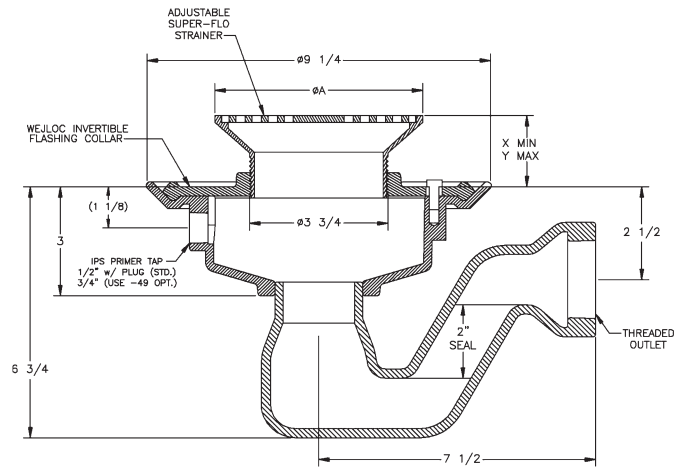 ADJUSTABLE
SUPER-FLO
STRAINER
ø9 1/4
øA
WEJLOC INVERTIBLE
FLASHING COLLAR
X MIN
Y MAX
(1 1/8)
3
ø3 3/4
2 1/2
IPS PRIMER TAP
1/2" w/ PLUG (STD.)
3/4" (USE -49 OPT.)
2"
SEAL
THREADED
OUTLET
6 3/4
7 1/2